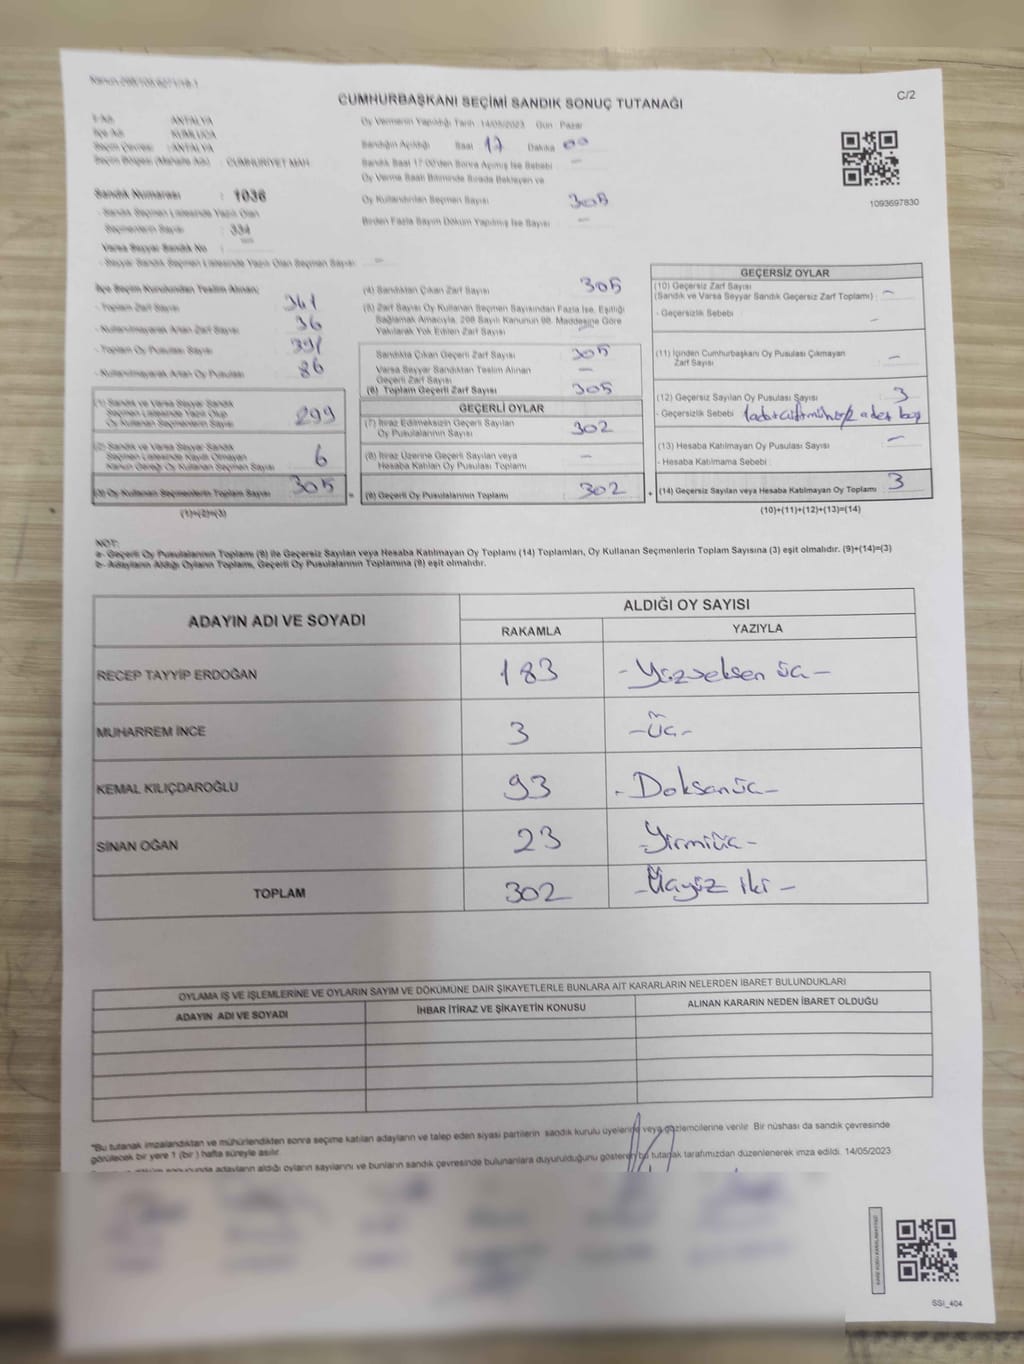 Kanun 298/105,6271/18-1
C/2
CUMHURBAŞKANI SEÇİMİ SANDIK SONUÇ TUTANAĞI
İl Adı : ANTALYA
İlçe Adı : KUMLUCA
Seçim Çevresi : ANTALYA
Seçim Bölgesi (Mahalle Adı) : CUMHURİYET MAH.
Sandık Numarası : 1036
- Sandık Seçmen Listesinde Yazılı Olan
Seçmenlerin Sayısı : 334
Varsa Seyyar Sandık No :
- Seyyar Sandık Seçmen Listesinde Yazılı Olan Seçmen Sayısı : -
Oy Vermenin Yapıldığı Tarih : 14/05/2023 Gün : Pazar
Sandığın Açıldığı Saat 17 Dakika 00
Sandık Saat 17:00'den Sonra Açılmış İse Sebebi -
Oy Verme Saati Bitiminde Sırada Bekleyen ve
Oy Kullandırılan Seçmen Sayısı 305
Birden Fazla Sayım Döküm Yapılmış İse Sayısı -
1093697830
İlçe Seçim Kurulundan Teslim Alınan;
- Toplam Zarf Sayısı 341
- Kullanılmayarak Artan Zarf Sayısı 36
- Toplam Oy Pusulası Sayısı 391
- Kullanılmayarak Artan Oy Pusulası 86
(1) Sandık ve Varsa Seyyar Sandık
Seçmen Listesinde Yazılı Olup
Oy Kullanan Seçmenlerin Sayısı 299
(2) Sandık ve Varsa Seyyar Sandık
Seçmen Listesinde Kayıtlı Olmayan
Kanun Gereği Oy Kullanan Seçmen Sayısı 6
(3) Oy Kullanan Seçmenlerin Toplam Sayısı 305 =
(1)+(2)=(3)
(4) Sandıktan Çıkan Zarf Sayısı 305
(5) Zarf Sayısı Oy Kullanan Seçmen Sayısından Fazla İse, Eşitliği
Sağlamak Amacıyla, 298 Sayılı Kanunun 98. Maddesine Göre
Yakılarak Yok Edilen Zarf Sayısı
Sandıkta Çıkan Geçerli Zarf Sayısı 305
Varsa Seyyar Sandıktan Teslim Alınan
Geçerli Zarf Sayısı -
(6) Toplam Geçerli Zarf Sayısı 305
GEÇERLİ OYLAR
(7) İtiraz Edilmeksizin Geçerli Sayılan
Oy Pusulalarının Sayısı 302
(8) İtiraz Üzerine Geçerli Sayılan veya
Hesaba Katılan Oy Pusulası Toplamı -
(9) Geçerli Oy Pusulalarının Toplamı 302 +
GEÇERSİZ OYLAR
(10) Geçersiz Zarf Sayısı
(Sandık ve Varsa Seyyar Sandık Geçersiz Zarf Toplamı) : -
- Geçersizlik Sebebi -
(11) İçinden Cumhurbaşkanı Oy Pusulası Çıkmayan
Zarf Sayısı -
(12) Geçersiz Sayılan Oy Pusulası Sayısı 3
- Geçersizlik Sebebi
(13) Hesaba Katılmayan Oy Pusulası Sayısı -
- Hesaba Katılmama Sebebi
(14) Geçersiz Sayılan veya Hesaba Katılmayan Oy Toplamı 3
(10)+(11)+(12)+(13)=(14)
NOT:
a- Geçerli Oy Pusulalarının Toplamı (9) ile Geçersiz Sayılan veya Hesaba Katılmayan Oy Toplamı (14) Toplamları, Oy Kullanan Seçmenlerin Toplam Sayısına (3) eşit olmalıdır. (9)+(14)=(3)
b- Adayların Aldığı Oyların Toplamı, Geçerli Oy Pusulalarının Toplamına (9) eşit olmalıdır.
ADAYIN ADI VE SOYADI
ALDIĞI OY SAYISI
RAKAMLA YAZIYLA
RECEP TAYYİP ERDOĞAN 183 -Yüzseksen üç-
MUHARREM İNCE 3 -Üç-
KEMAL KILIÇDAROĞLU 93 -Doksanüç-
SİNAN OĞAN 23 -Yirmiüç-
TOPLAM 302 -Üçyüz iki-
OYLAMA İŞ VE İŞLEMLERİNE VE OYLARIN SAYIM VE DÖKÜMÜNE DAİR ŞİKAYETLERLE BUNLARA AİT KARARLARIN NELERDEN İBARET BULUNDUKLARI
ADAYIN ADI VE SOYADI İHBAR İTİRAZ VE ŞİKAYETİN KONUSU ALINAN KARARIN NEDEN İBARET OLDUĞU
"Bu tutanak imzalandıktan ve mühürlendikten sonra seçime katılan adayların ve talep eden siyasi partilerin sandık kurulu üyelerine veya gözlemcilerine verilir. Bir nüshası da sandık çevresinde
görülecek bir yere 1 (bir) hafta süreyle asılır.
adayların aldığı oyların sayılarını ve bunların sandık çevresinde bulunanlara duyurulduğunu gösteren bu tutanak tarafımızdan düzenlenerek imza edildi. 14/05/2023
SSI_404